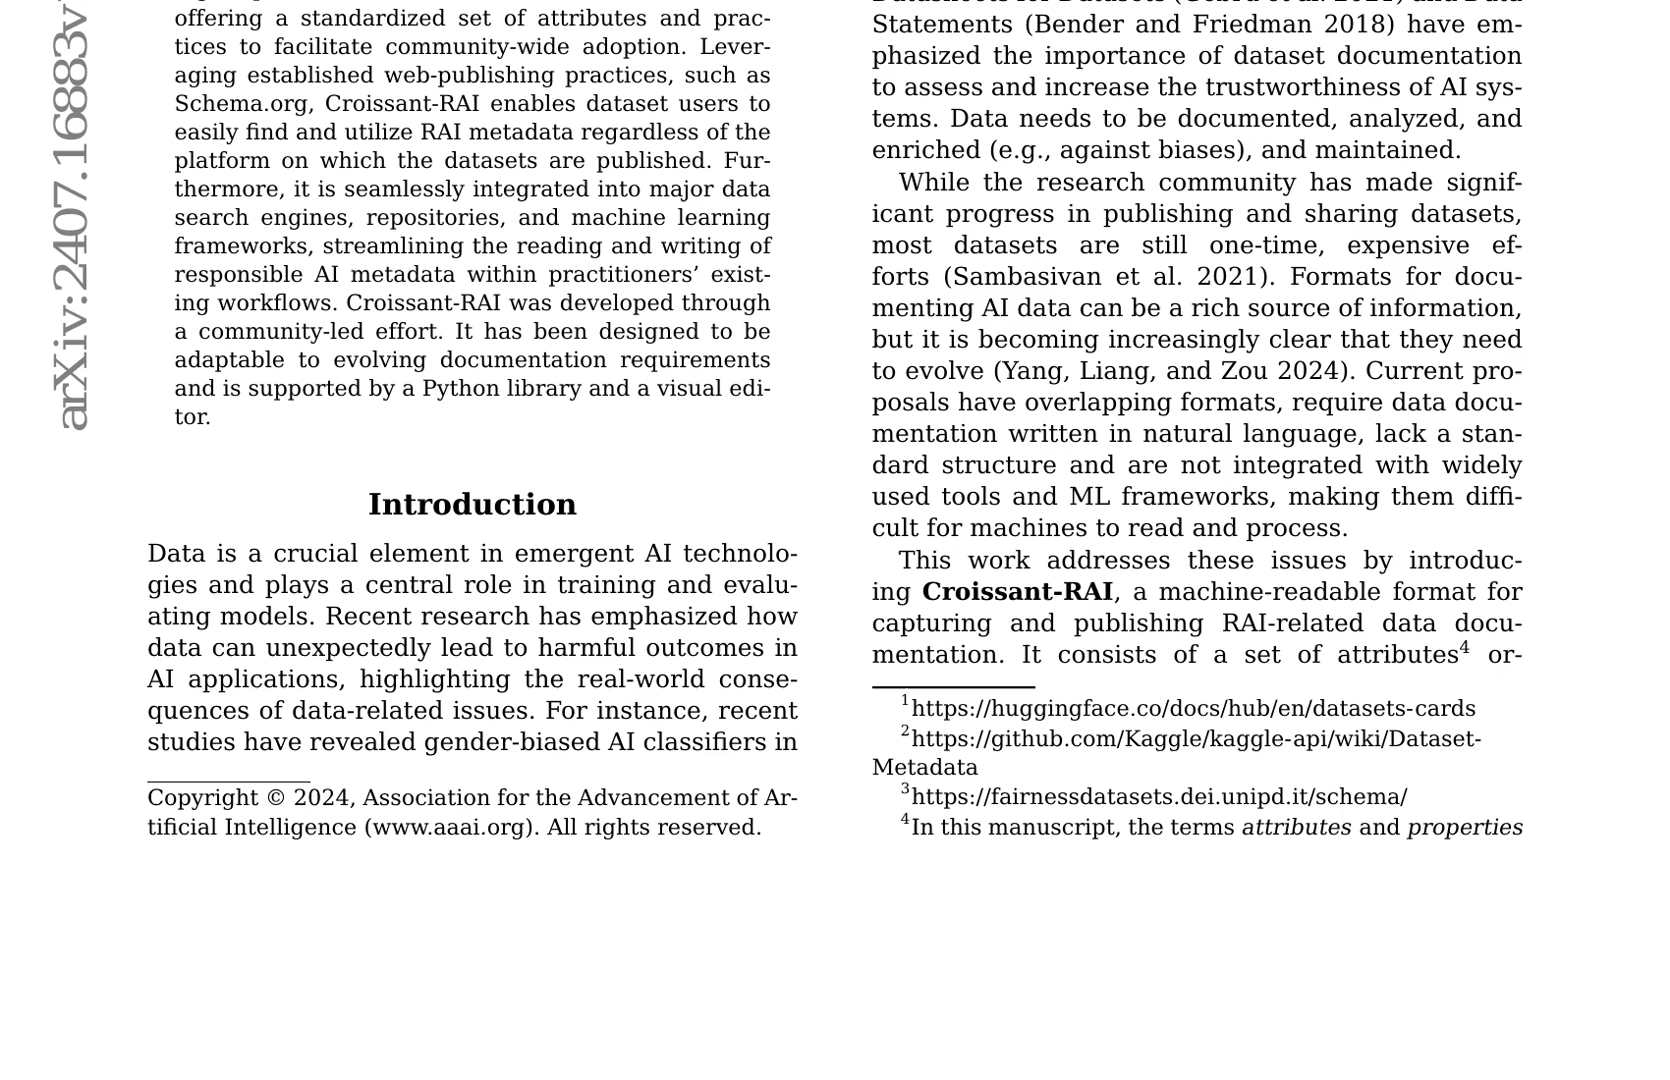 arXiv:2407.16883v
offering a standardized set of attributes and prac-
tices to facilitate community-wide adoption. Lever-
aging established web-publishing practices, such as
Schema.org, Croissant-RAI enables dataset users to
easily find and utilize RAI metadata regardless of the
platform on which the datasets are published. Fur-
thermore, it is seamlessly integrated into major data
search engines, repositories, and machine learning
frameworks, streamlining the reading and writing of
responsible AI metadata within practitioners’ exist-
ing workflows. Croissant-RAI was developed through
a community-led effort. It has been designed to be
adaptable to evolving documentation requirements
and is supported by a Python library and a visual edi-
tor.
Introduction
Data is a crucial element in emergent AI technolo-
gies and plays a central role in training and evalu-
ating models. Recent research has emphasized how
data can unexpectedly lead to harmful outcomes in
AI applications, highlighting the real-world conse-
quences of data-related issues. For instance, recent
studies have revealed gender-biased AI classifiers in
Copyright © 2024, Association for the Advancement of Ar-
tificial Intelligence (www.aaai.org). All rights reserved.
Statements (Bender and Friedman 2018) have em-
phasized the importance of dataset documentation
to assess and increase the trustworthiness of AI sys-
tems. Data needs to be documented, analyzed, and
enriched (e.g., against biases), and maintained.
While the research community has made signif-
icant progress in publishing and sharing datasets,
most datasets are still one-time, expensive ef-
forts (Sambasivan et al. 2021). Formats for docu-
menting AI data can be a rich source of information,
but it is becoming increasingly clear that they need
to evolve (Yang, Liang, and Zou 2024). Current pro-
posals have overlapping formats, require data docu-
mentation written in natural language, lack a stan-
dard structure and are not integrated with widely
used tools and ML frameworks, making them diffi-
cult for machines to read and process.
This work addresses these issues by introduc-
ing Croissant-RAI, a machine-readable format for
capturing and publishing RAI-related data docu-
mentation. It consists of a set of attributes⁴ or-
¹https://huggingface.co/docs/hub/en/datasets-cards
²https://github.com/Kaggle/kaggle-api/wiki/Dataset-
Metadata
³https://fairnessdatasets.dei.unipd.it/schema/
⁴In this manuscript, the terms attributes and properties